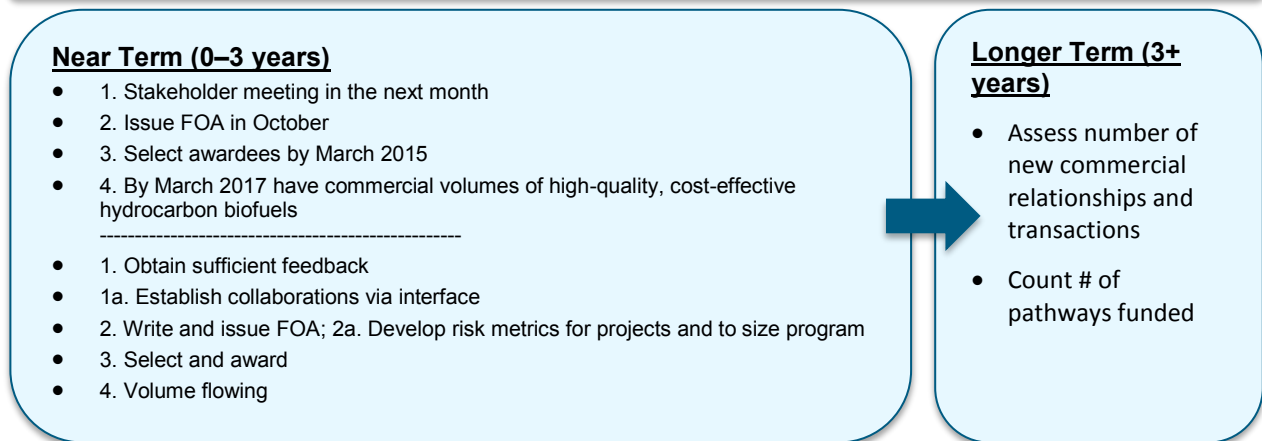 Near Term (0–3 years)
• 1. Stakeholder meeting in the next month
• 2. Issue FOA in October
• 3. Select awardees by March 2015
• 4. By March 2017 have commercial volumes of high-quality, cost-effective
hydrocarbon biofuels
----------------------------------------------------
• 1. Obtain sufficient feedback
• 1a. Establish collaborations via interface
• 2. Write and issue FOA; 2a. Develop risk metrics for projects and to size program
• 3. Select and award
• 4. Volume flowing
Longer Term (3+
years)
• Assess number of
new commercial
relationships and
transactions
• Count # of
pathways funded